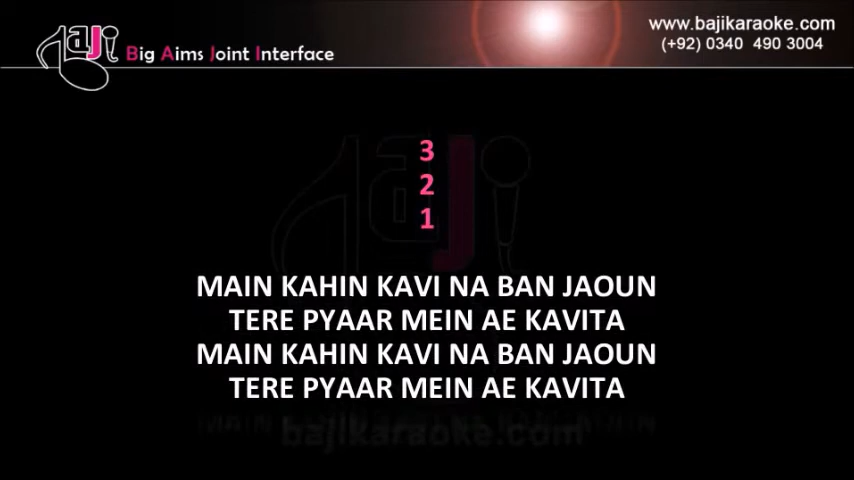 Baji Big Aims Joint Interface
www.bajikaraoke.com
(+92) 0340 490 3004
3
2
1
MAIN KAHIN KAVI NA BAN JAOUN
TERE PYAAR MEIN AE KAVITA
MAIN KAHIN KAVI NA BAN JAOUN
TERE PYAAR MEIN AE KAVITA
bajikaraoke.com